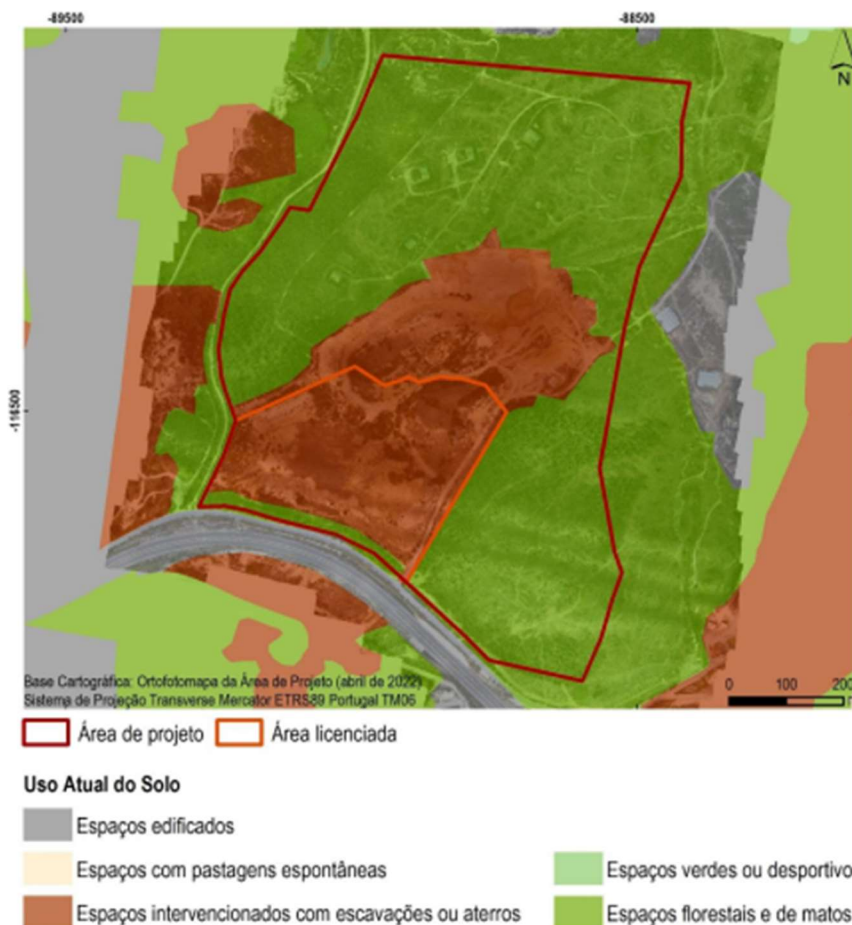 -89500 -88500
N
-116500
Base Cartográfica: Ortofotomapa da Área de Projeto (abril de 2022)
Sistema de Projeção Transverse Mercator ETRS89 Portugal TM06
0 100 200
Área de projeto Área licenciada
Uso Atual do Solo
Espaços edificados
Espaços com pastagens espontâneas Espaços verdes ou desportivo
Espaços intervencionados com escavações ou aterros Espaços florestais e de matos